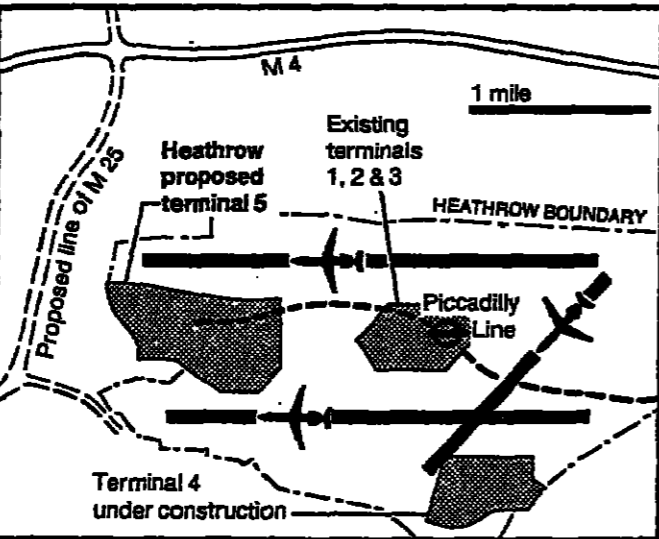 M 4
1 mile
Existing
terminals
1, 2 & 3
Heathrow
proposed
terminal 5
Proposed line of M 25
HEATHROW BOUNDARY
Piccadilly
Line
Terminal 4
under construction